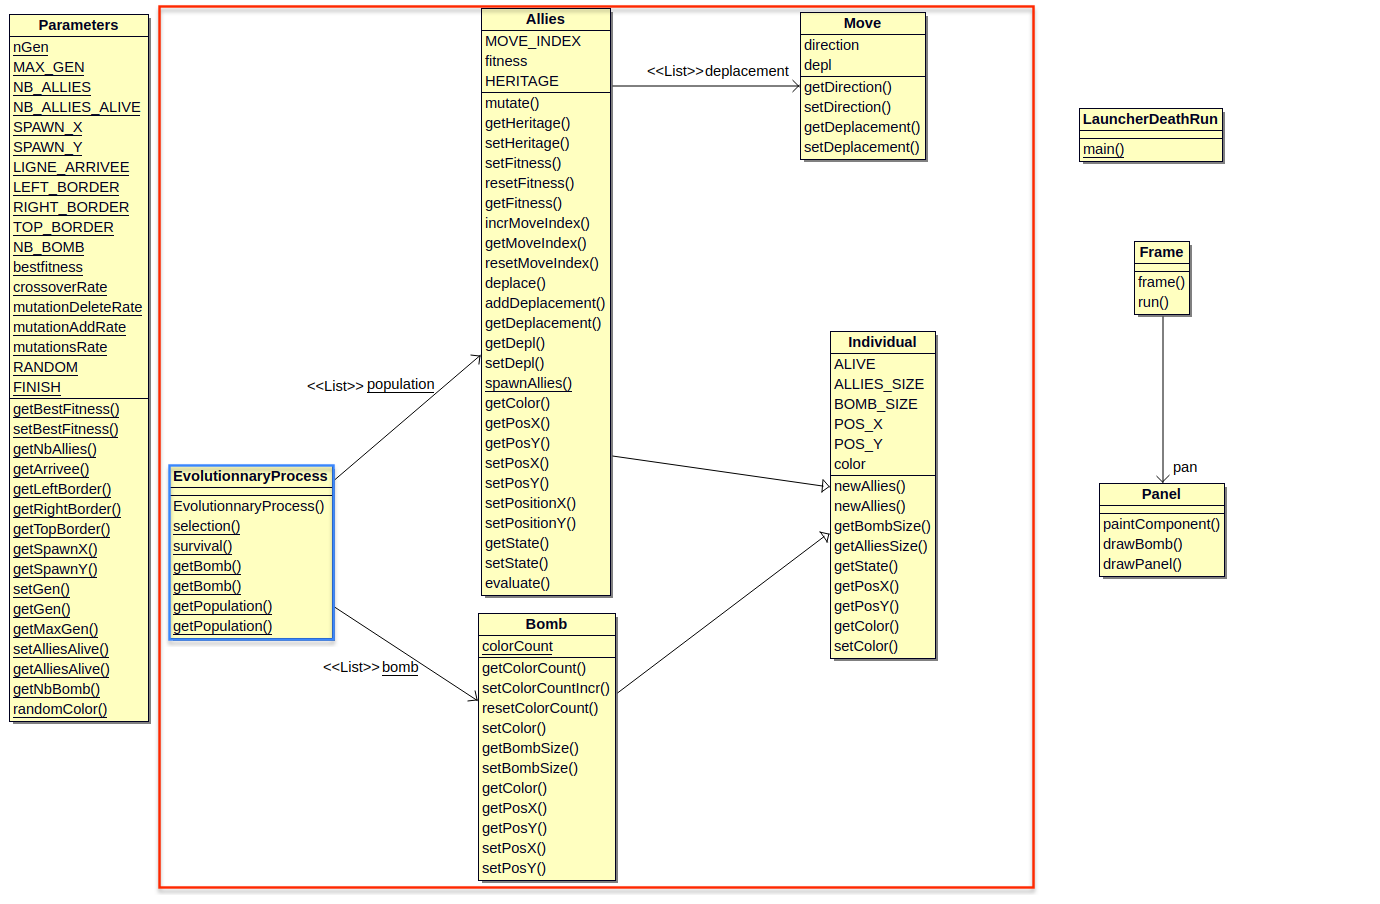 Parameters
nGen
MAX_GEN
NB_ALLIES
NB_ALLIES_ALIVE
SPAWN_X
SPAWN_Y
LIGNE_ARRIVEE
LEFT_BORDER
RIGHT_BORDER
TOP_BORDER
NB_BOMB
bestfitness
crossoverRate
mutationDeleteRate
mutationAddRate
mutationsRate
RANDOM
FINISH
getBestFitness()
setBestFitness()
getNbAllies()
getArrivee()
getLeftBorder()
getRightBorder()
getTopBorder()
getSpawnX()
getSpawnY()
setGen()
getGen()
getMaxGen()
setAlliesAlive()
getAlliesAlive()
getNbBomb()
randomColor()
EvolutionnaryProcess
EvolutionnaryProcess()
selection()
survival()
getBomb()
getBomb()
getPopulation()
getPopulation()
<<List>> population
<<List>> bomb
Allies
MOVE_INDEX
fitness
HERITAGE
mutate()
getHeritage()
setHeritage()
setFitness()
resetFitness()
getFitness()
incrMoveIndex()
getMoveIndex()
resetMoveIndex()
deplace()
addDeplacement()
getDeplacement()
getDepl()
setDepl()
spawnAllies()
getColor()
getPosX()
getPosY()
setPosX()
setPosY()
setPositionX()
setPositionY()
getState()
setState()
evaluate()
Bomb
colorCount
getColorCount()
setColorCountIncr()
resetColorCount()
setColor()
getBombSize()
setBombSize()
getColor()
getPosX()
getPosY()
setPosX()
setPosY()
<<List>> deplacement
Move
direction
depl
getDirection()
setDirection()
getDeplacement()
setDeplacement()
Individual
ALIVE
ALLIES_SIZE
BOMB_SIZE
POS_X
POS_Y
color
newAllies()
newAllies()
getBombSize()
getAlliesSize()
getState()
getPosX()
getPosY()
getColor()
setColor()
LauncherDeathRun
main()
Frame
frame()
run()
pan
Panel
paintComponent()
drawBomb()
drawPanel()